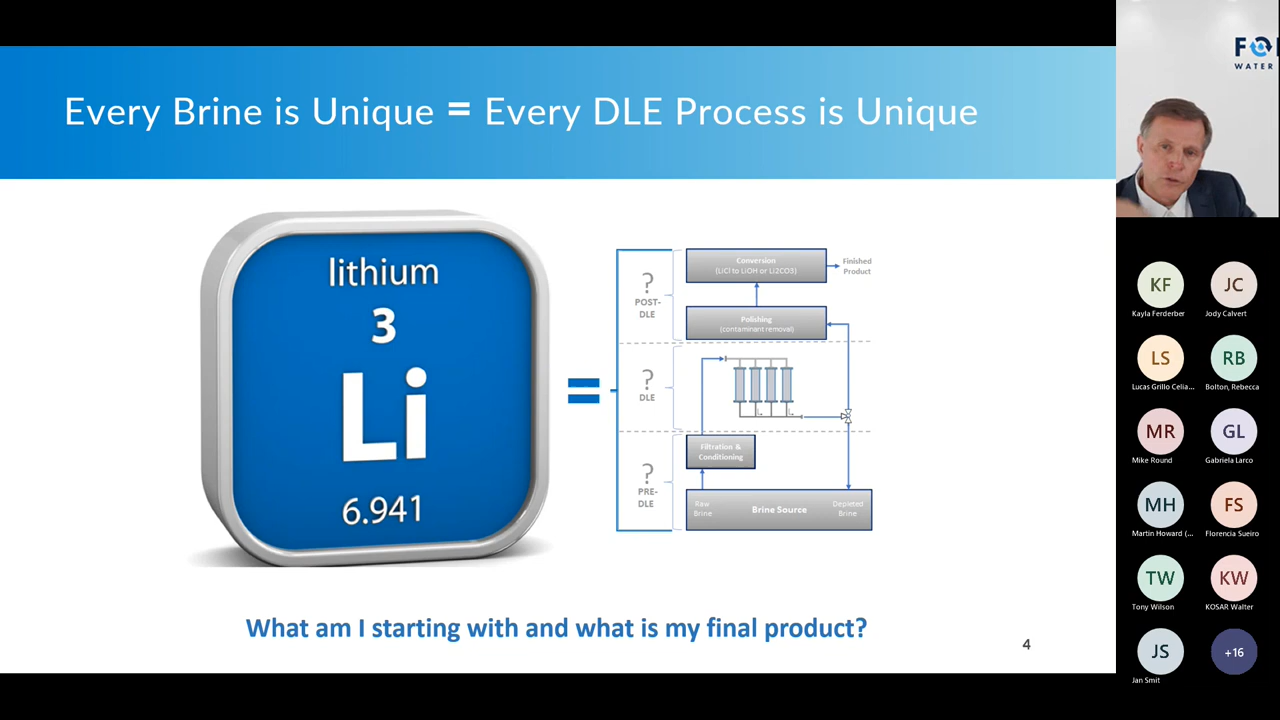 Every Brine is Unique = Every DLE Process is Unique
lithium
3
Li
6.941
=
?
POST-
DLE
Conversion
(LiCl to LiOH or Li2CO3)
Finished
Product
Polishing
(contaminant removal)
?
DLE
?
PRE-
DLE
Filtration &
Conditioning
Raw
Brine
Brine Source
Depleted
Brine
What am I starting with and what is my final product?
4
WATER
KF
Kayla Ferderber
JC
Jody Calvert
LS
Lucas Grillo Celia...
RB
Bolton, Rebecca
MR
Mike Round
GL
Gabriela Larco
MH
Martin Howard (...
FS
Florencia Sueiro
TW
Tony Wilson
KW
KOSAR Walter
JS
Jan Smit
+16